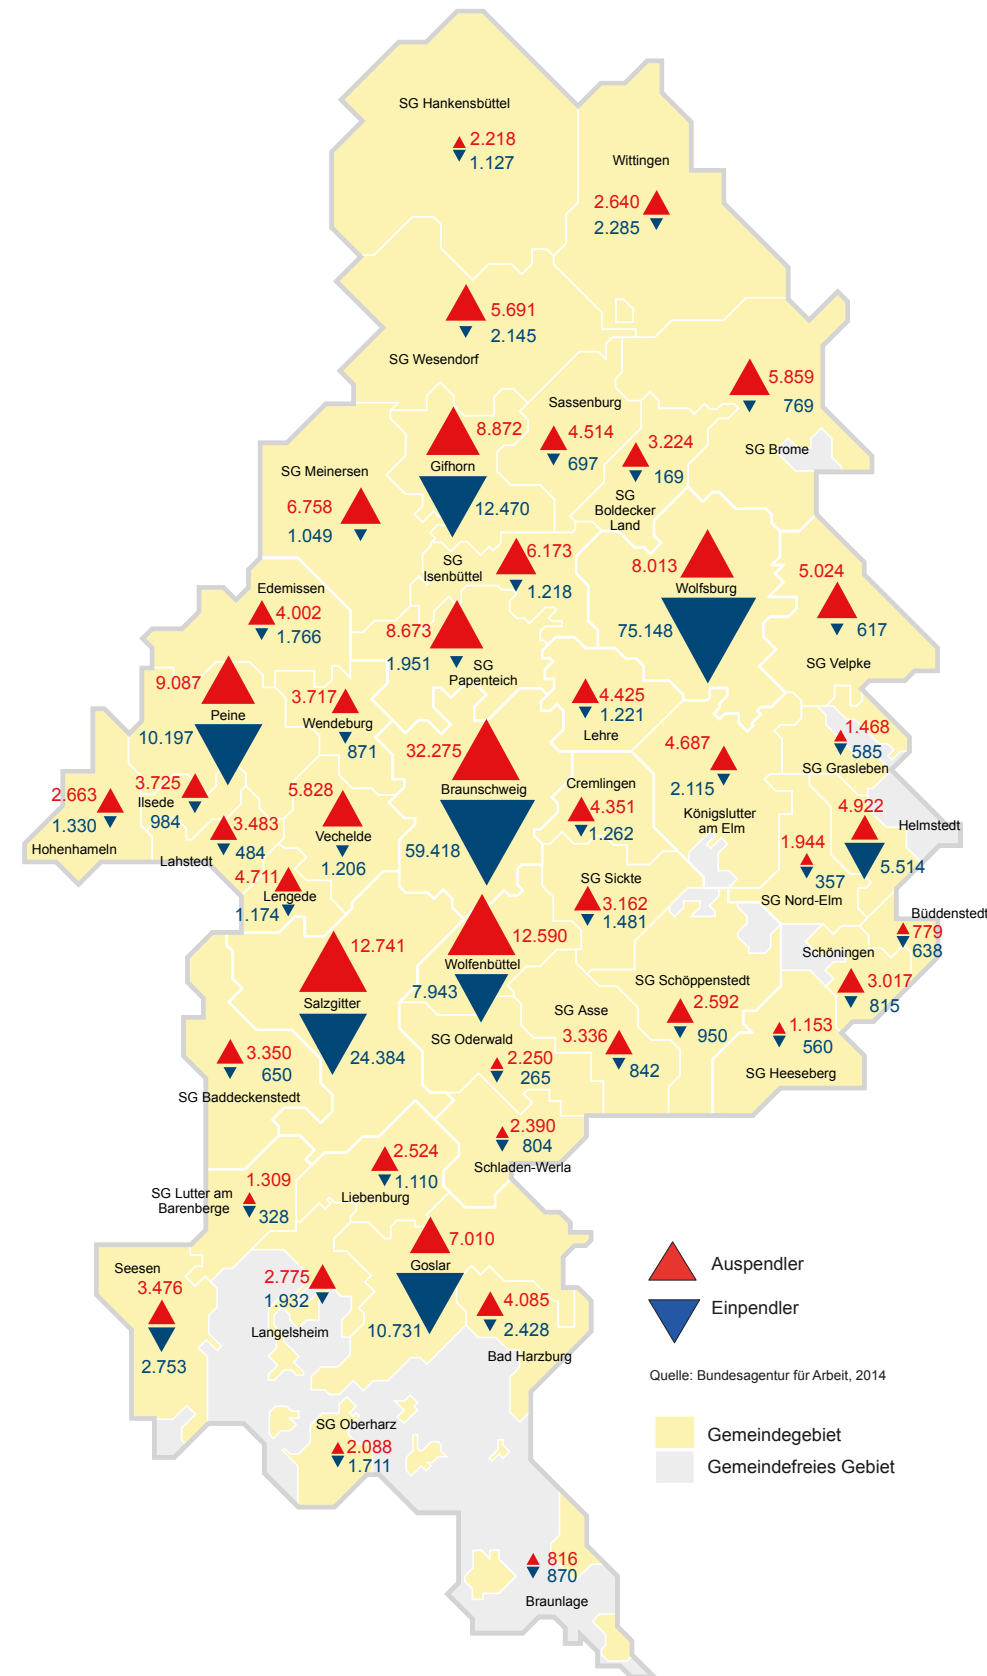 SG Hankensbüttel
2.218
1.127
Wittingen
2.640
2.285
5.691
2.145
SG Wesendorf
5.859
769
SG Brome
Sassenburg
4.514
697
3.224
169
SG
Boldecker
Land
8.872
Gifhorn
12.470
SG Meinersen
6.758
1.049
SG
Isenbüttel
6.173
1.218
8.013
Wolfsburg
75.148
5.024
617
SG Velpke
Edemissen
4.002
1.766
8.673
1.951
SG
Papenteich
9.087
Peine
10.197
3.717
Wendeburg
871
4.425
1.221
Lehre
1.468
585
SG Grasleben
32.275
Braunschweig
59.418
4.687
2.115
Königslutter
am Elm
Cremlingen
4.351
1.262
2.663
1.330
Hohenhameln
3.725
Ilsede
984
3.483
484
Lahstedt
5.828
Vechelde
1.206
4.922
Helmstedt
5.514
1.944
357
SG Nord-Elm
4.711
Lengede
1.174
SG Sickte
3.162
1.481
Büddenstedt
779
638
12.741
Salzgitter
24.384
12.590
Wolfenbüttel
7.943
Schöningen
3.017
815
SG Schöppenstedt
2.592
950
SG Asse
3.336
842
SG Oderwald
2.250
265
1.153
560
SG Heeseberg
3.350
650
SG Baddeckenstedt
2.390
804
Schladen-Werla
2.524
1.110
Liebenburg
1.309
SG Lutter am
Barenberge
328
7.010
Goslar
10.731
Seesen
3.476
2.753
2.775
1.932
Langelsheim
4.085
2.428
Bad Harzburg
SG Oberharz
2.088
1.711
816
870
Braunlage
Auspendler
Einpendler
Quelle: Bundesagentur für Arbeit, 2014
Gemeindegebiet
Gemeindefreies Gebiet